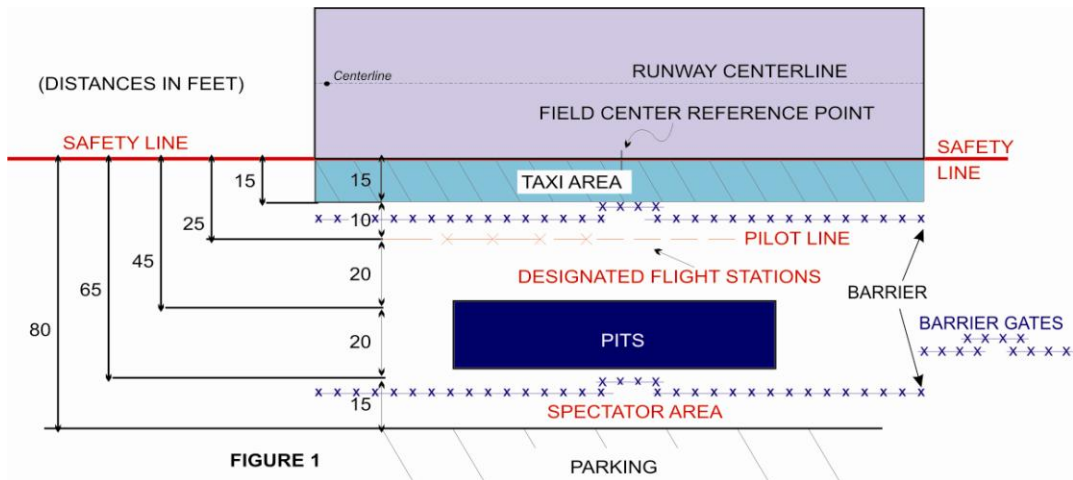 RUNWAY CENTERLINE
Centerline
(DISTANCES IN FEET)
FIELD CENTER REFERENCE POINT
SAFETY LINE
SAFETY
LINE
15
15
TAXI AREA
10
25
PILOT LINE
45
20
DESIGNATED FLIGHT STATIONS
65
BARRIER
80
20
PITS
BARRIER GATES
15
SPECTATOR AREA
FIGURE 1
PARKING